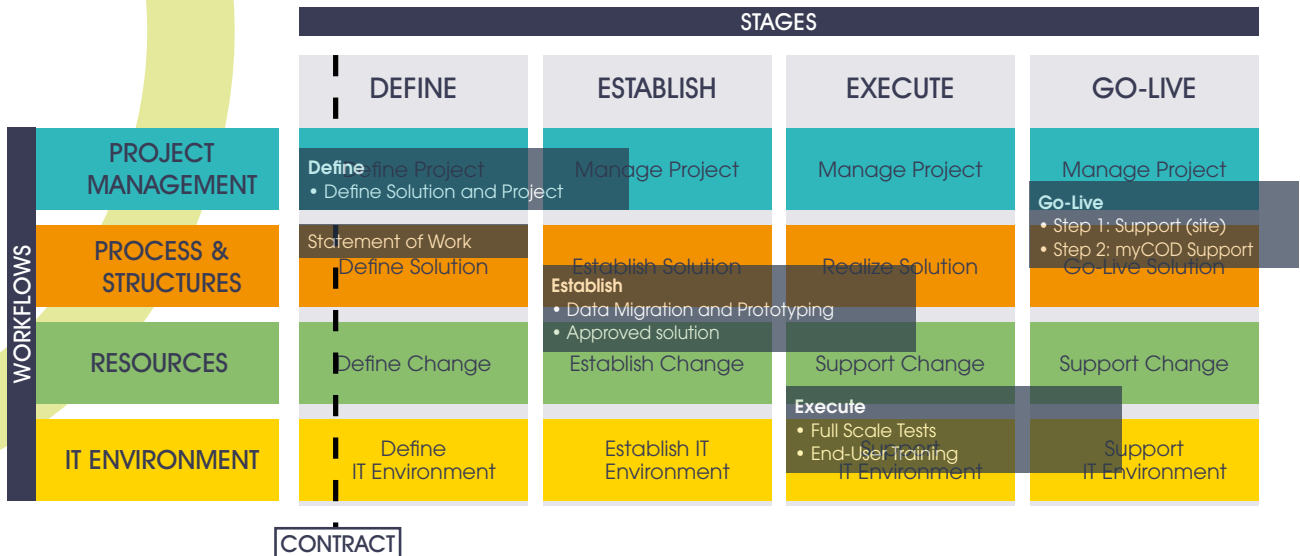 STAGES
DEFINE
ESTABLISH
EXECUTE
GO-LIVE
WORKFLOWS
PROJECT
MANAGEMENT
Define Project
Manage Project
Manage Project
Manage Project
Define
• Define Solution and Project
Go-Live
• Step 1: Support (site)
• Step 2: myCOD Support
PROCESS &
STRUCTURES
Statement of Work
Define Solution
Establish Solution
Realize Solution
Go-Live Solution
Establish
• Data Migration and Prototyping
• Approved solution
RESOURCES
Define Change
Establish Change
Support Change
Support Change
Execute
• Full Scale Tests
• End-User Training
IT ENVIRONMENT
Define
IT Environment
Establish IT
Environment
Support
IT Environment
Support
IT Environment
CONTRACT